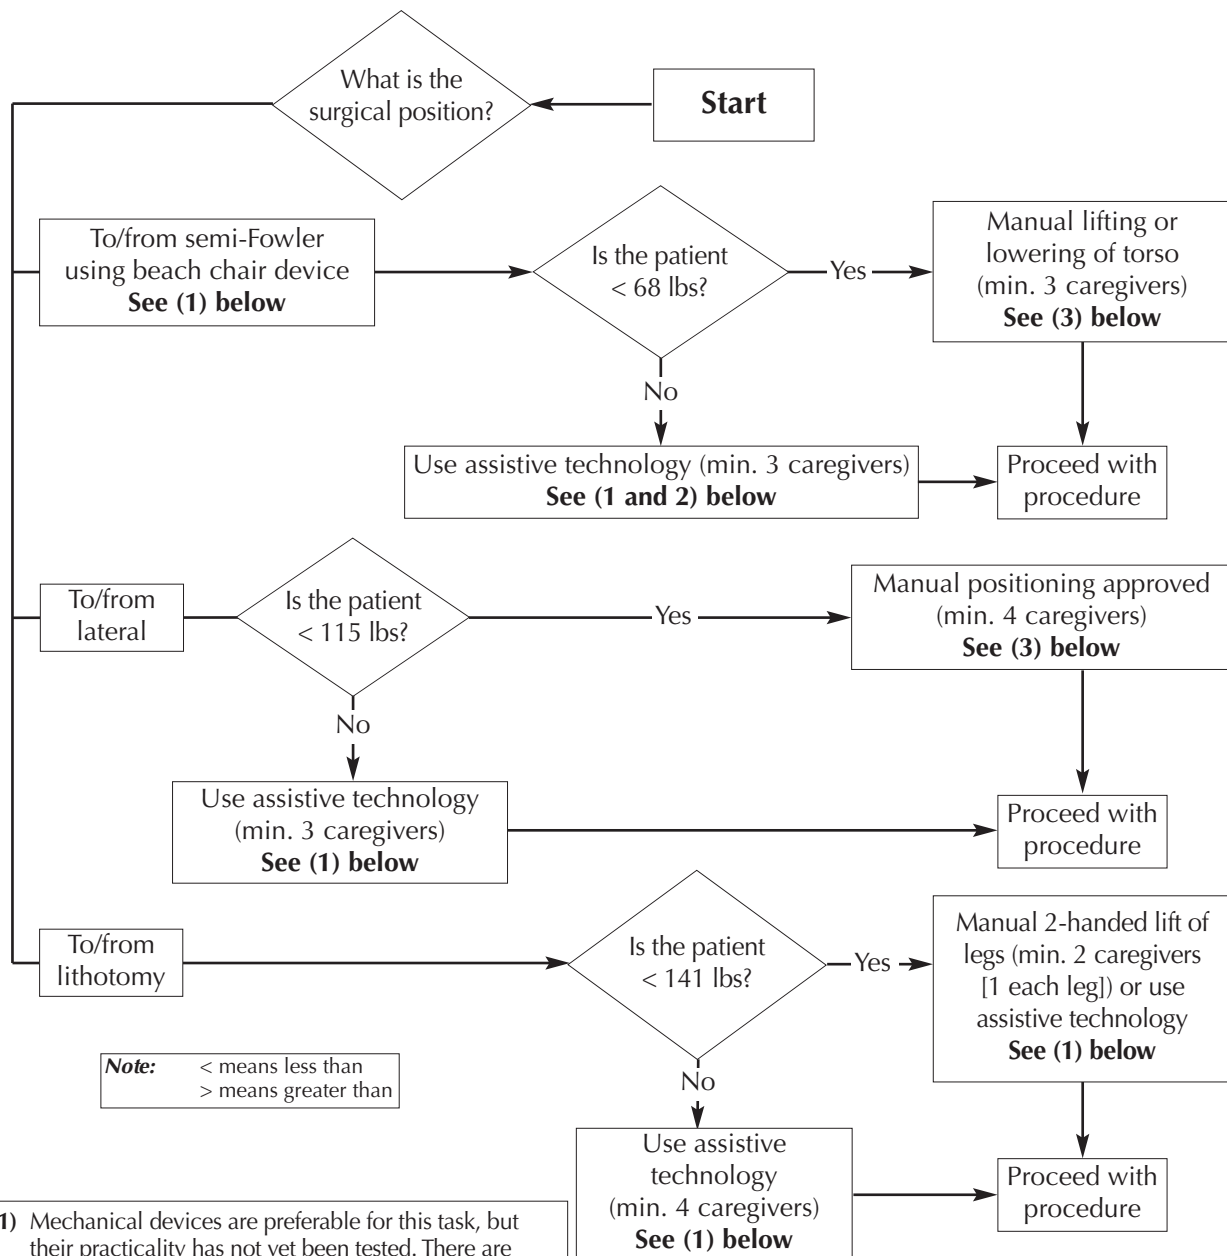 What is the
surgical position?
Start
To/from semi-Fowler
using beach chair device
See (1) below
Is the patient
< 68 lbs?
Yes
Manual lifting or
lowering of torso
(min. 3 caregivers)
See (3) below
No
Use assistive technology (min. 3 caregivers)
See (1 and 2) below
Proceed with
procedure
To/from
lateral
Is the patient
< 115 lbs?
Yes
Manual positioning approved
(min. 4 caregivers)
See (3) below
No
Use assistive technology
(min. 3 caregivers)
See (1) below
Proceed with
procedure
To/from
lithotomy
Is the patient
< 141 lbs?
Yes
Manual 2-handed lift of
legs (min. 2 caregivers
[1 each leg]) or use
assistive technology
See (1) below
No
Note: < means less than
> means greater than
Use assistive
technology
(min. 4 caregivers)
See (1) below
Proceed with
procedure
1) Mechanical devices are preferable for this task, but
their practicality has not yet been tested. There are